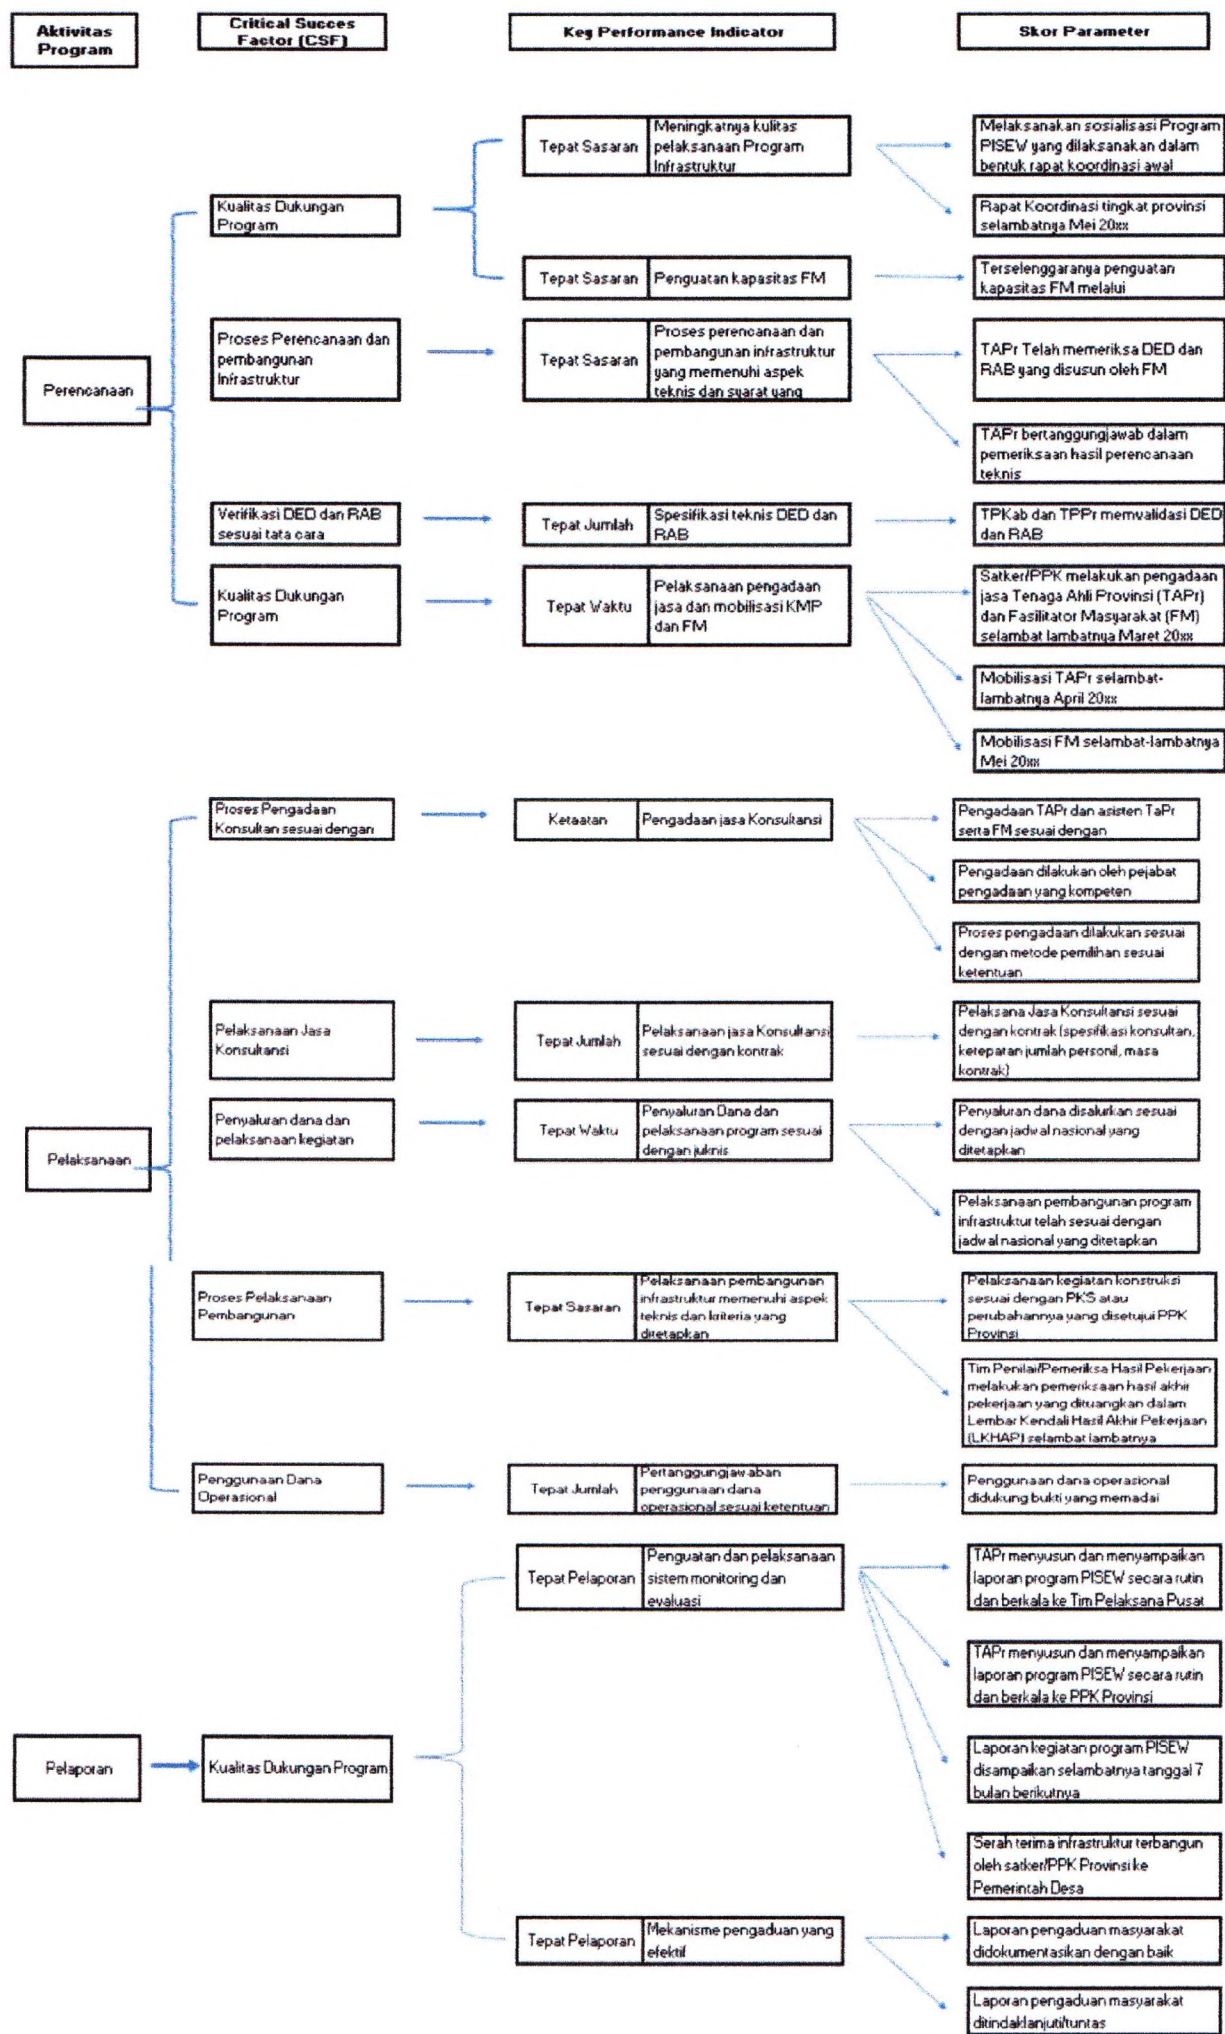 Aktivitas
Program
Critical Succes
Factor (CSF)
Key Performance Indicator
Skor Parameter
Perencanaan
Kualitas Dukungan
Program
Tepat Sasaran
Meningkatnya kulitas
pelaksanaan Program
Infrastruktur
Melaksanakan sosialisasi Program
PISEW yang dilaksanakan dalam
bentuk rapat koordinasi awal
Rapat Koordinasi tingkat provinsi
selambatnya Mei 20xx
Tepat Sasaran
Penguatan kapasitas FM
Terselenggaranya penguatan
kapasitas FM melalui
Proses Perencanaan dan
pembangunan
Infrastruktur
Tepat Sasaran
Proses perencanaan dan
pembangunan infrastruktur
yang memenuhi aspek
teknis dan syarat yang
TAPr Telah memeriksa DED dan
RAB yang disusun oleh FM
TAPr bertanggungjawab dalam
pemeriksaan hasil perencanaan
teknis
Verifikasi DED dan RAB
sesuai tata cara
Tepat Jumlah
Spesifikasi teknis DED dan
RAB
TPKab dan TPPr memvalidasi DED
dan RAB
Kualitas Dukungan
Program
Tepat Waktu
Pelaksanaan pengadaan
jasa dan mobilisasi KMP
dan FM
Satker/PPK melakukan pengadaan
jasa Tenaga Ahli Provinsi (TAPr)
dan Fasilitator Masyarakat (FM)
selambat lambatnya Maret 20xx
Mobilisasi TAPr selambat-
lambatnya April 20xx
Mobilisasi FM selambat-lambatnya
Mei 20xx
Pelaksanaan
Proses Pengadaan
Konsultan sesuai dengan
Ketaatan
Pengadaan jasa Konsultansi
Pengadaan TAPr dan asisten TaPr
serta FM sesuai dengan
Pengadaan dilakukan oleh pejabat
pengadaan yang kompeten
Proses pengadaan dilakukan sesuai
dengan metode pemilihan sesuai
ketentuan
Pelaksanaan Jasa
Konsultansi
Tepat Jumlah
Pelaksanaan jasa Konsultansi
sesuai dengan kontrak
Pelaksana Jasa Konsultansi sesuai
dengan kontrak (spesifikasi konsultan,
ketepatan jumlah personil, masa
kontrak)
Penyaluran dana dan
pelaksanaan kegiatan
Tepat Waktu
Penyaluran Dana dan
pelaksanaan program sesuai
dengan juknis
Penyaluran dana disalurkan sesuai
dengan jadwal nasional yang
ditetapkan
Pelaksanaan pembangunan program
infrastruktur telah sesuai dengan
jadwal nasional yang ditetapkan
Proses Pelaksanaan
Pembangunan
Tepat Sasaran
Pelaksanaan pembangunan
infrastruktur memenuhi aspek
teknis dan kriteria yang
ditetapkan
Pelaksanaan kegiatan konstruksi
sesuai dengan PKS atau
perubahannya yang disetujui PPK
Provinsi
Tim Penilai/Pemeriksa Hasil Pekerjaan
melakukan pemeriksaan hasil akhir
pekerjaan yang dituangkan dalam
Lembar Kendali Hasil Akhir Pekerjaan
(LKHAP) selambat lambatnya
Penggunaan Dana
Operasional
Tepat Jumlah
Pertanggungjawaban
penggunaan dana
operasional sesuai ketentuan
Penggunaan dana operasional
didukung bukti yang memadai
Pelaporan
Kualitas Dukungan Program
Tepat Pelaporan
Penguatan dan pelaksanaan
sistem monitoring dan
evaluasi
TAPr menyusun dan menyampaikan
laporan program PISEW secara rutin
dan berkala ke Tim Pelaksana Pusat
TAPr menyusun dan menyampaikan
laporan program PISEW secara rutin
dan berkala ke PPK Provinsi
Laporan kegiatan program PISEW
disampaikan selambatnya tanggal 7
bulan berikutnya
Serah terima infrastruktur terbangun
oleh satker/PPK Provinsi ke
Pemerintah Desa
Tepat Pelaporan
Mekanisme pengaduan yang
efektif
Laporan pengaduan masyarakat
didokumentasikan dengan baik
Laporan pengaduan masyarakat
ditindaklanjuti/tuntas